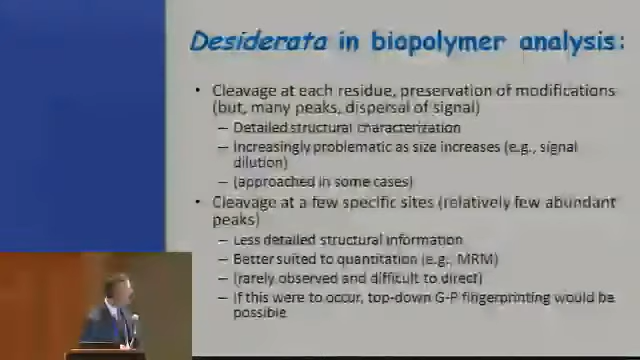 Desiderata in biopolymer analysis:
• Cleavage at each residue, preservation of modifications
(but, many peaks, dispersal of signal)
– Detailed structural characterization
– Increasingly problematic as size increases (e.g., signal
dilution)
– (approached in some cases)
• Cleavage at a few specific sites (relatively few abundant
peaks)
– Less detailed structural information
– Better suited to quantitation (e.g., MRM)
– (rarely observed and difficult to direct)
– If this were to occur, top-down G-P fingerprinting would be
possible